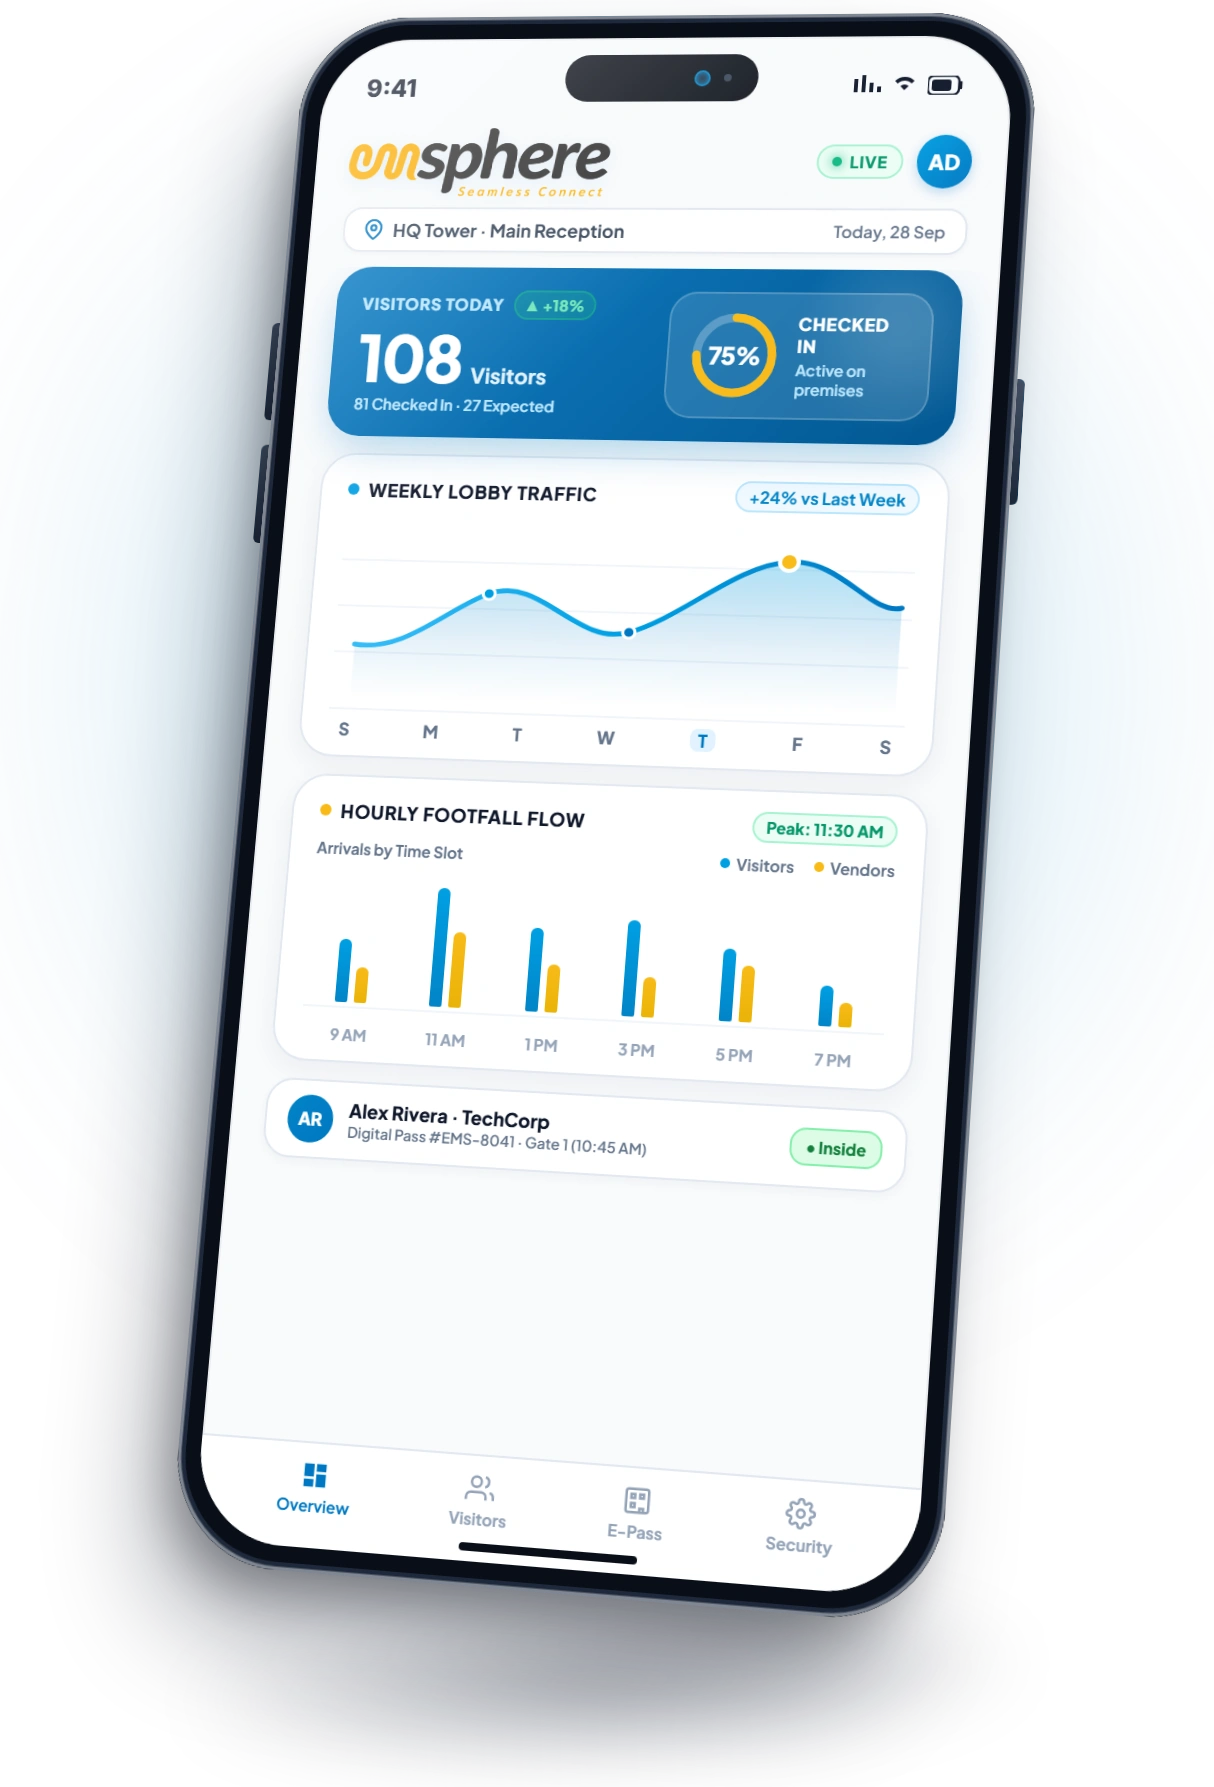 9:41
emsphere
Seamless Connect
LIVE
AD
HQ Tower · Main Reception
Today, 28 Sep
VISITORS TODAY
▲ +18%
108 Visitors
81 Checked In · 27 Expected
75%
CHECKED
IN
Active on
premises
WEEKLY LOBBY TRAFFIC
+24% vs Last Week
S M T W T F S
HOURLY FOOTFALL FLOW
Peak: 11:30 AM
Arrivals by Time Slot
Visitors
Vendors
9 AM 11 AM 1 PM 3 PM 5 PM 7 PM
AR
Alex Rivera · TechCorp
Digital Pass #EMS-8041 · Gate 1 (10:45 AM)
• Inside
Overview
Visitors
E-Pass
Security